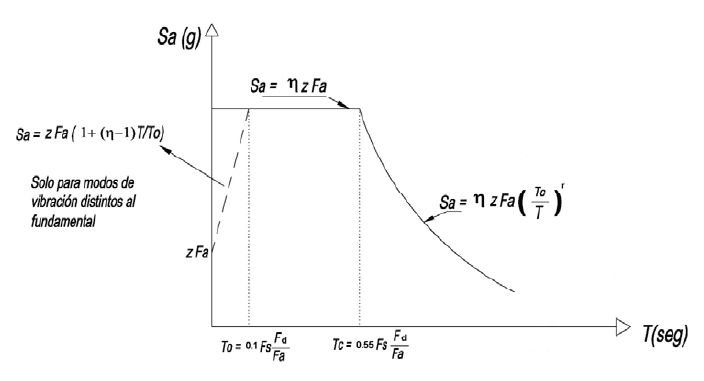 Sa (g)
Sa = η z Fa
Sa = z Fa ( 1+ (η−1)T/To)
Solo para modos de
vibración distintos al
fundamental
Sa = η z Fa ( To / T )^r
z Fa
To = 0.1 Fs Fd / Fa
Tc = 0.55 Fs Fd / Fa
T(seg)